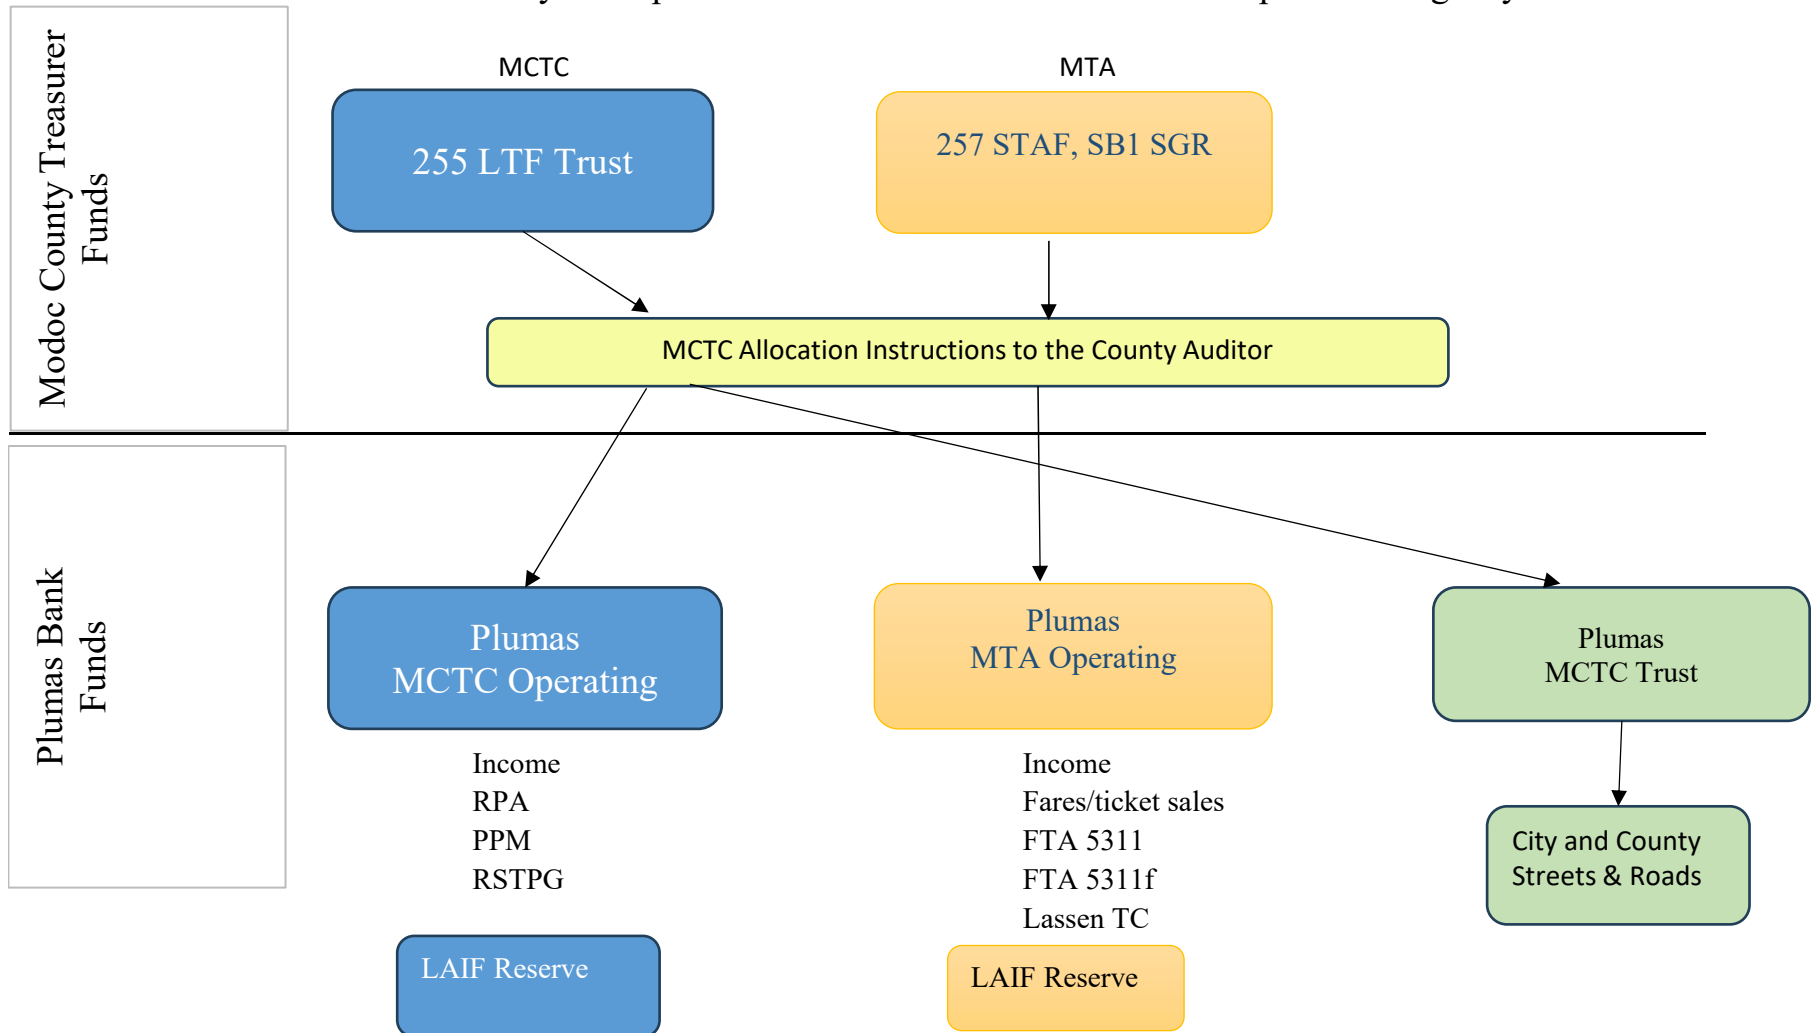 MCTC
MTA
Modoc County Treasurer
Funds
255 LTF Trust
257 STAF, SB1 SGR
MCTC Allocation Instructions to the County Auditor
Plumas Bank
Funds
Plumas
MCTC Operating
Plumas
MTA Operating
Plumas
MCTC Trust
Income
RPA
PPM
RSTPG
Income
Fares/ticket sales
FTA 5311
FTA 5311f
Lassen TC
City and County
Streets & Roads
LAIF Reserve
LAIF Reserve